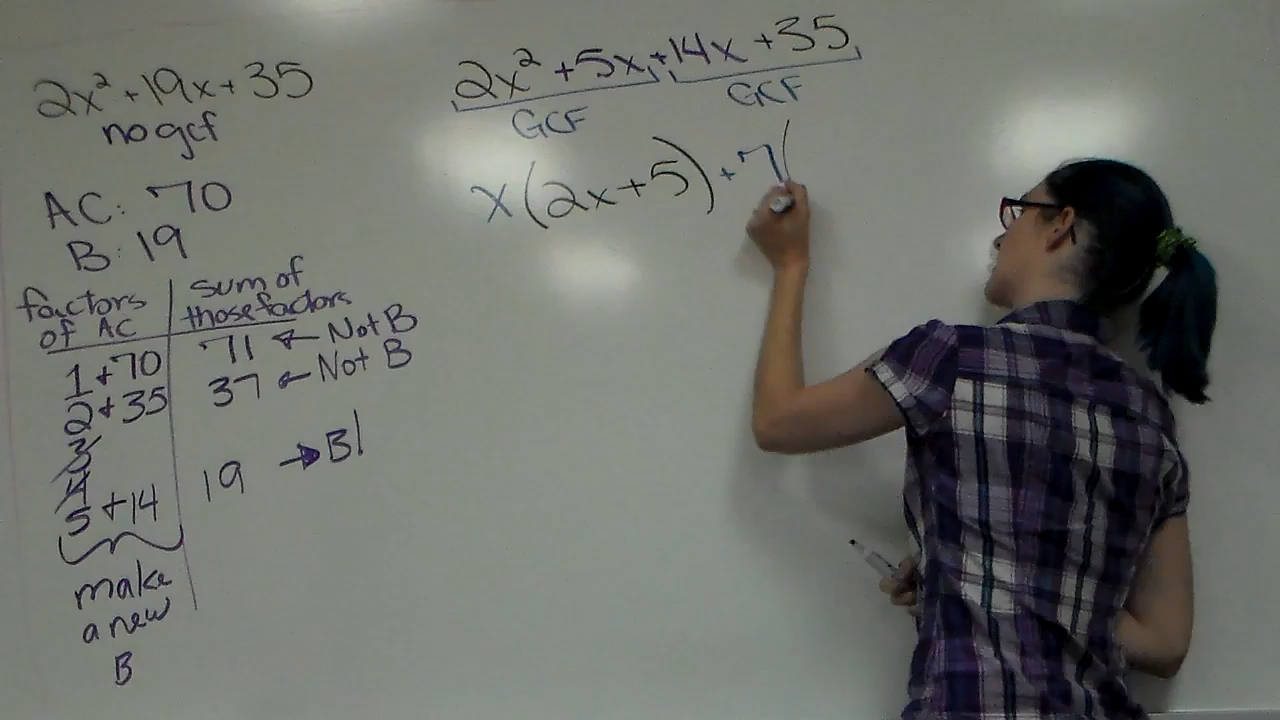 2x² + 19x + 35
no gcf
AC: 70
B: 19
factors of AC | sum of those factors
1 + 70 | 71 ← Not B
2 + 35 | 37 ← Not B
3
4
5 + 14 | 19 → B!
make
a new
B
2x² + 5x + 14x + 35
GCF GCF
x(2x + 5) + 7(